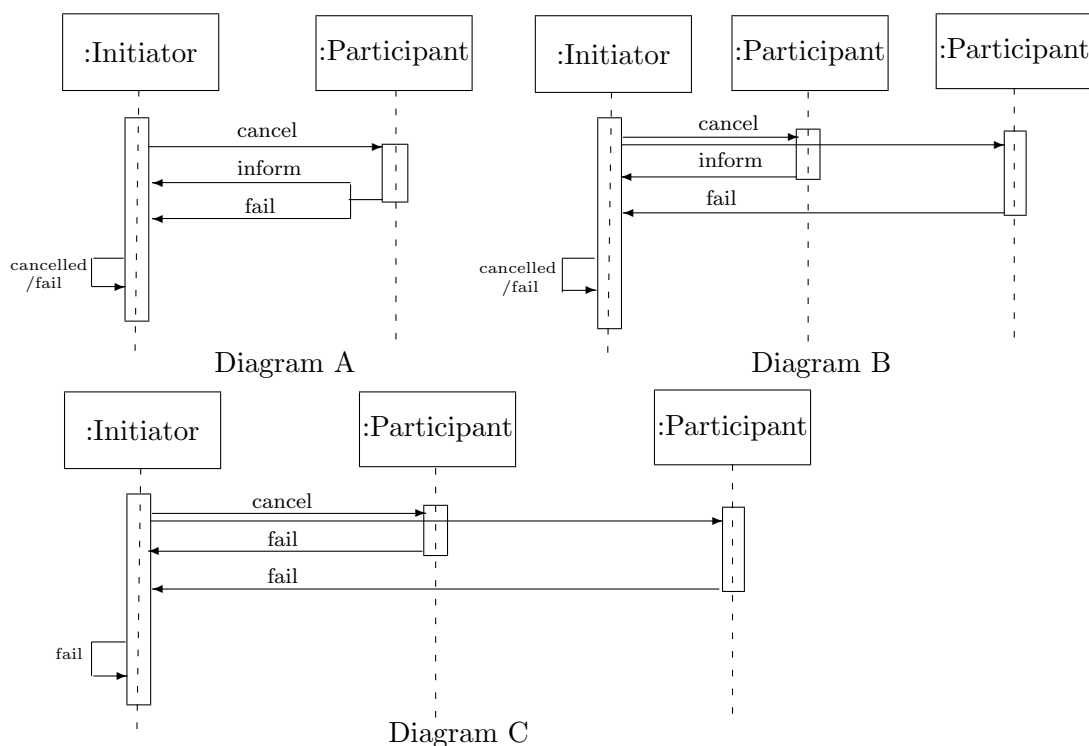 :Initiator
:Participant
cancel
inform
fail
cancelled
/fail
Diagram A
:Initiator
:Participant
:Participant
cancel
inform
fail
cancelled
/fail
Diagram B
:Initiator
:Participant
:Participant
cancel
fail
fail
fail
Diagram C